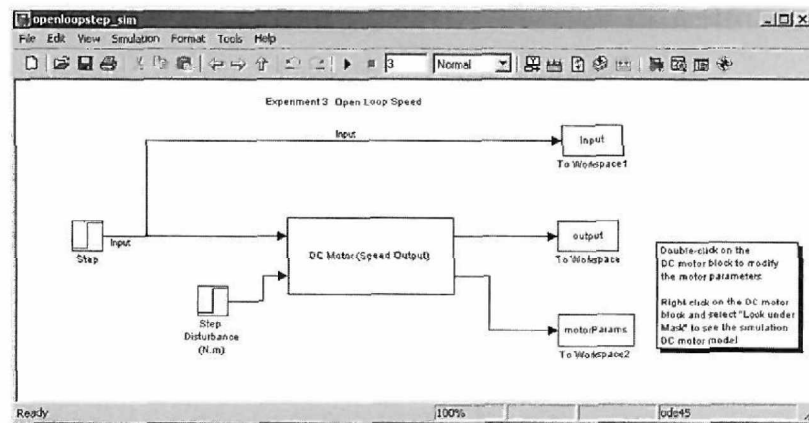 openloopstep_sim
File Edit View Simulation Format Tools Help
3 Normal
Experiment 3 Open Loop Speed
Input
Input
To Workspace1
Step
Input
DC Motor (Speed Output)
output
To Workspace
Step
Disturbance
(N.m)
motorParams
To Workspace2
Double-click on the
DC motor block to modify
the motor parameters
Right click on the DC motor
block and select "Look under
Mask" to see the simulation
DC motor model
Ready 100% ode45